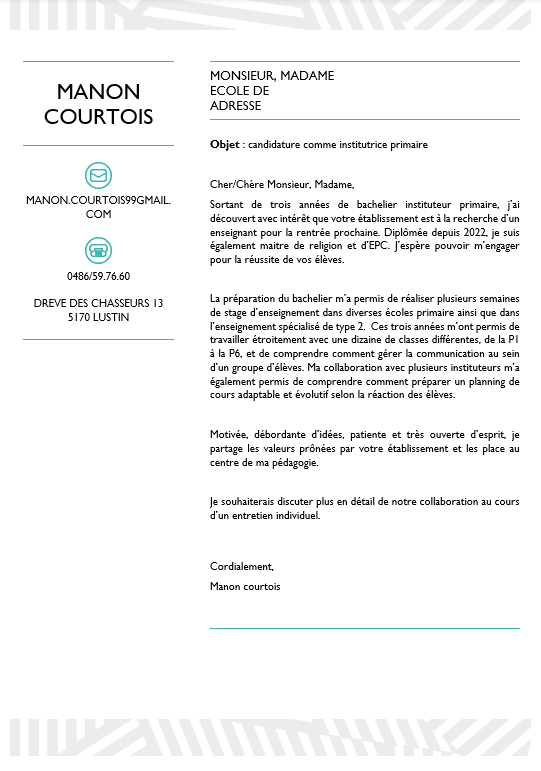 MANON
COURTOIS
MANON.COURTOIS99GMAIL.
COM
0486/59.76.60
DREVE DES CHASSEURS 13
5170 LUSTIN
MONSIEUR, MADAME
ECOLE DE
ADRESSE
Objet : candidature comme institutrice primaire
Cher/Chère Monsieur, Madame,
Sortant de trois années de bachelier instituteur primaire, j'ai
découvert avec intérêt que votre établissement est à la recherche d'un
enseignant pour la rentrée prochaine. Diplômée depuis 2022, je suis
également maitre de religion et d'EPC. J'espère pouvoir m'engager
pour la réussite de vos élèves.
La préparation du bachelier m'a permis de réaliser plusieurs semaines
de stage d'enseignement dans diverses écoles primaire ainsi que dans
l'enseignement spécialisé de type 2. Ces trois années m'ont permis de
travailler étroitement avec une dizaine de classes différentes, de la P1
à la P6, et de comprendre comment gérer la communication au sein
d'un groupe d'élèves. Ma collaboration avec plusieurs instituteurs m'a
également permis de comprendre comment préparer un planning de
cours adaptable et évolutif selon la réaction des élèves.
Motivée, débordante d'idées, patiente et très ouverte d'esprit, je
partage les valeurs prônées par votre établissement et les place au
centre de ma pédagogie.
Je souhaiterais discuter plus en détail de notre collaboration au cours
d'un entretien individuel.
Cordialement,
Manon courtois